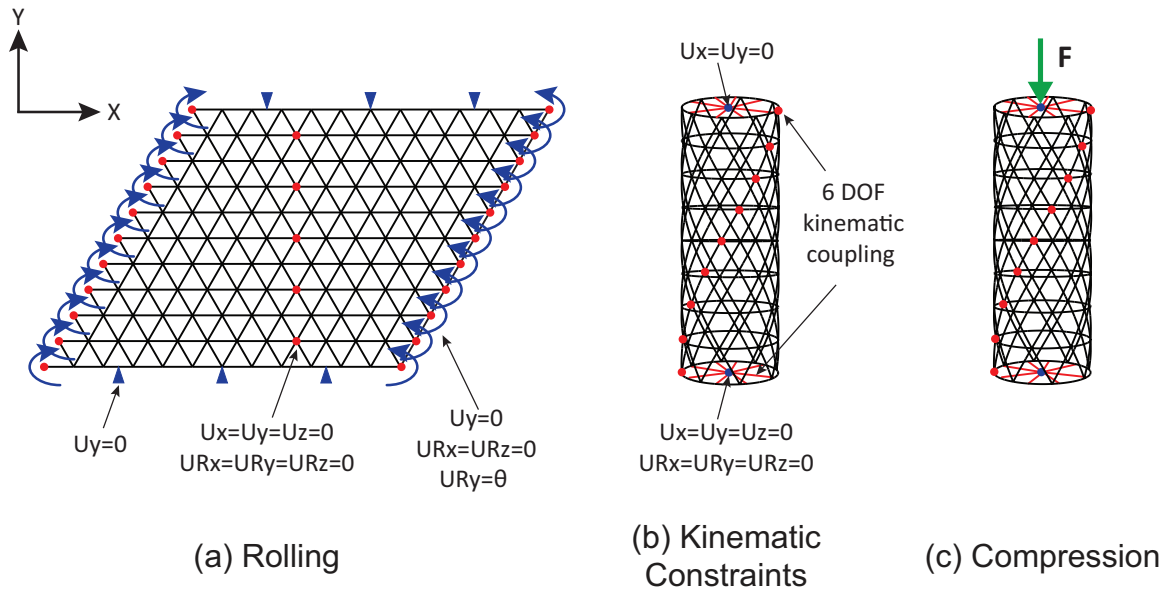 Y
X
Uy=0
Ux=Uy=Uz=0
URx=URy=URz=0
Uy=0
URx=URz=0
URy=θ
(a) Rolling
Ux=Uy=0
6 DOF
kinematic
coupling
Ux=Uy=Uz=0
URx=URy=URz=0
(b) Kinematic
Constraints
F
(c) Compression